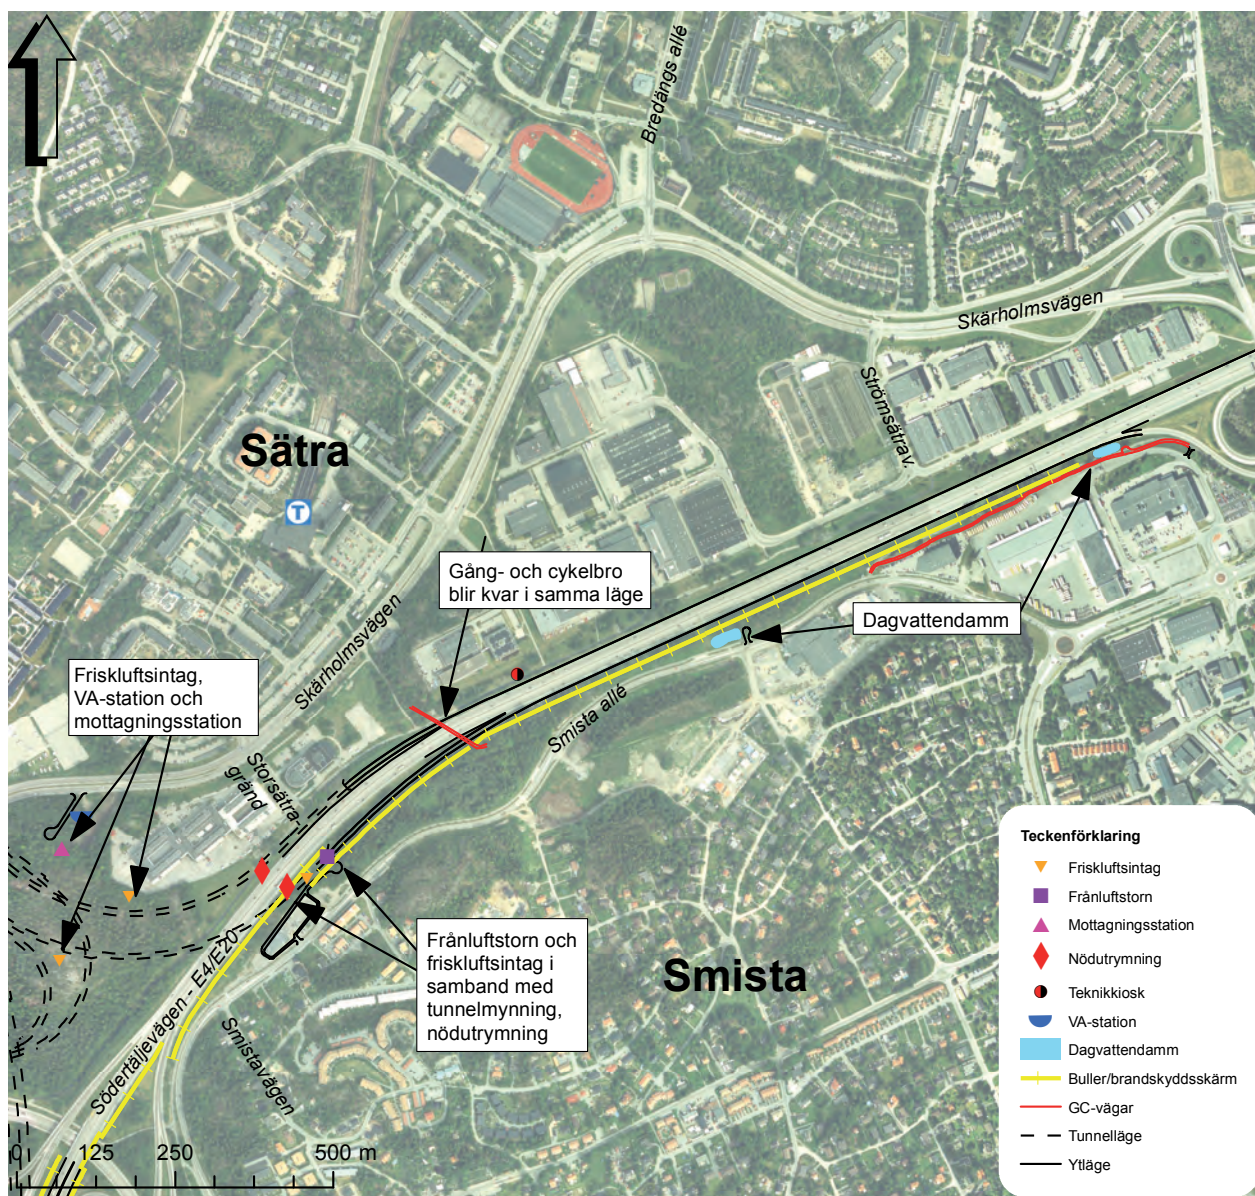 Bredängs allé
Skärholmsvägen
Strömsätrav.
Sätra
T
Gång- och cykelbro
blir kvar i samma läge
Dagvattendamm
Skärholmsvägen
Friskluftsintag,
VA-station och
mottagningsstation
Smista allé
Storsätra-
gränd
Frånluftstorn och
friskluftsintag i
samband med
tunnelmynning,
nödutrymning
Smista
Södertäljevägen - E4/E20
Smistavägen
0 125 250 500 m
Teckenförklaring
Friskluftsintag
Frånluftstorn
Mottagningsstation
Nödutrymning
Teknikkiosk
VA-station
Dagvattendamm
Buller/brandskyddsskärm
GC-vägar
Tunnelläge
Ytläge